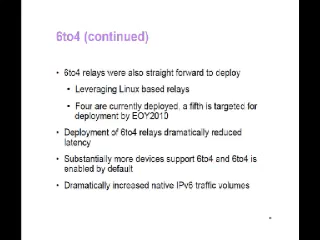 6to4 (continued)
• 6to4 relays were also straight forward to deploy
• Leveraging Linux based relays
• Four are currently deployed, a fifth is targeted for
deployment by EOY2010
• Deployment of 6to4 relays dramatically reduced
latency
• Substantially more devices support 6to4 and 6to4 is
enabled by default
• Dramatically increased native IPv6 traffic volumes